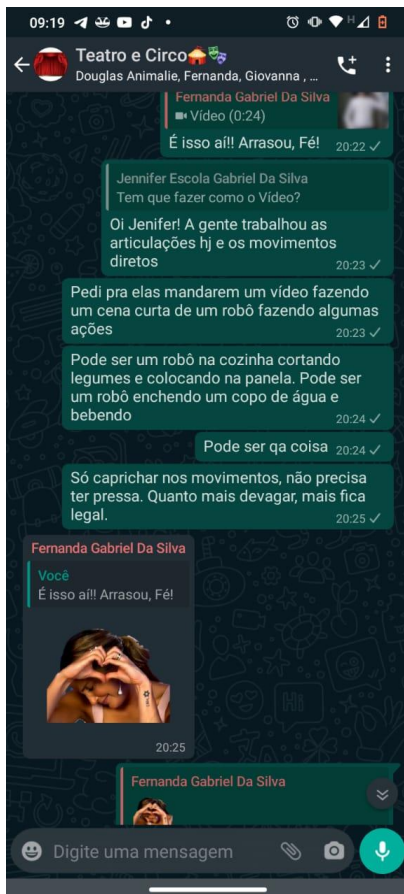 09:19
Teatro e Circo
Douglas Animalie, Fernanda, Giovanna , ...
Fernanda Gabriel Da Silva
Vídeo (0:24)
É isso aí!! Arrasou, Fé! 20:22
Jennifer Escola Gabriel Da Silva
Tem que fazer como o Vídeo?
Oi Jenifer! A gente trabalhou as
articulações hj e os movimentos
diretos
20:23
Pedi pra elas mandarem um vídeo fazendo
um cena curta de um robô fazendo algumas
ações
20:23
Pode ser um robô na cozinha cortando
legumes e colocando na panela. Pode ser
um robô enchendo um copo de água e
bebendo
20:24
Pode ser qa coisa 20:24
Só caprichar nos movimentos, não precisa
ter pressa. Quanto mais devagar, mais fica
legal.
20:25
Fernanda Gabriel Da Silva
Você
É isso aí!! Arrasou, Fé!
20:25
Fernanda Gabriel Da Silva
Digite uma mensagem